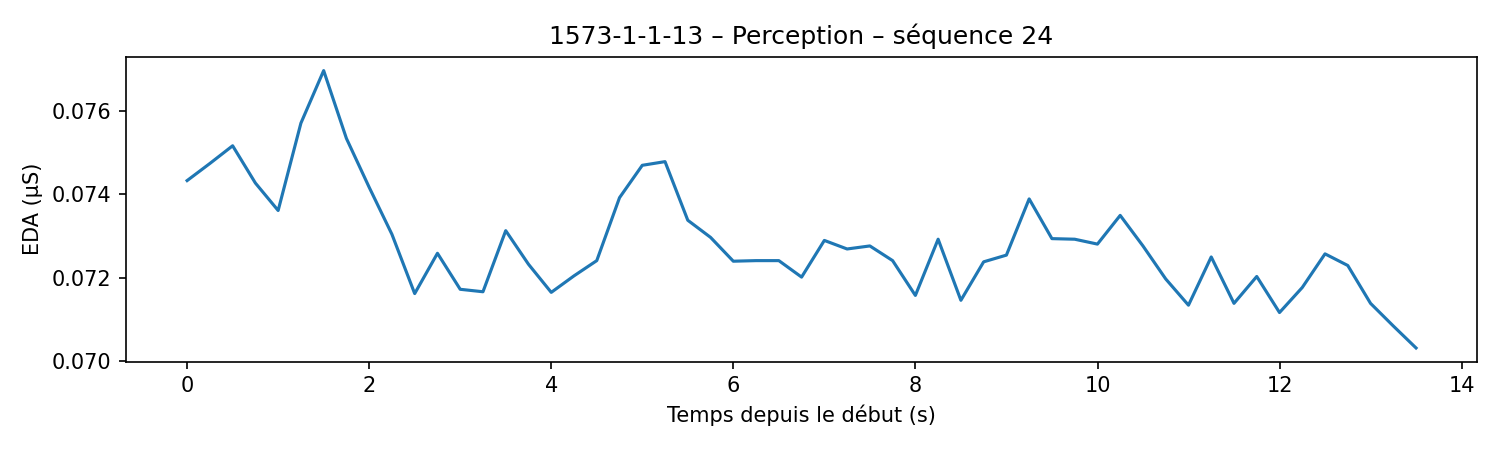 1573-1-1-13 – Perception – séquence 24
EDA (µS)
0.076
0.074
0.072
0.070
0 2 4 6 8 10 12 14
Temps depuis le début (s)